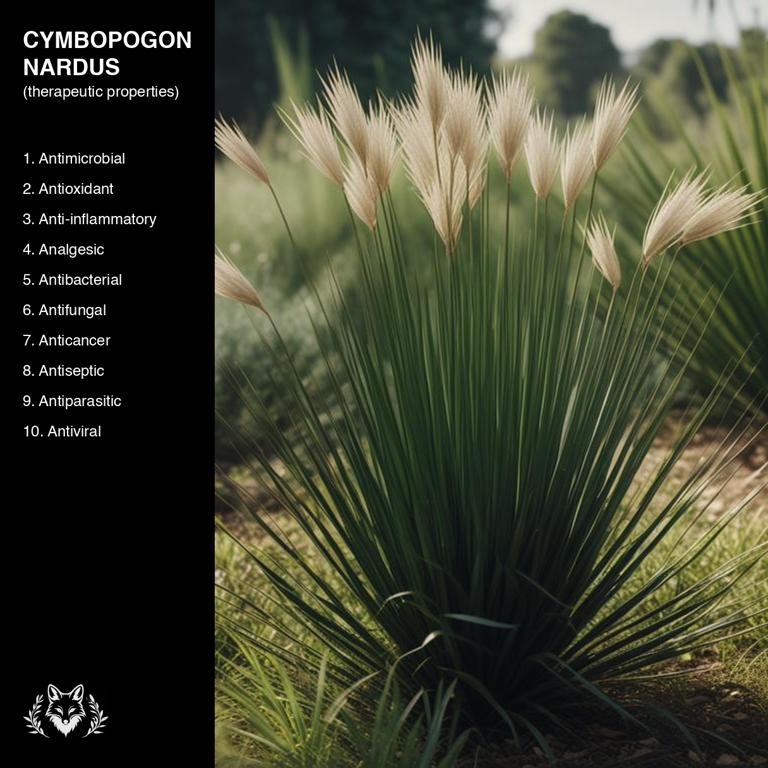 CYMBOPOGON
NARDUS
(therapeutic properties)
1. Antimicrobial
2. Antioxidant
3. Anti-inflammatory
4. Analgesic
5. Antibacterial
6. Antifungal
7. Anticancer
8. Antiseptic
9. Antiparasitic
10. Antiviral